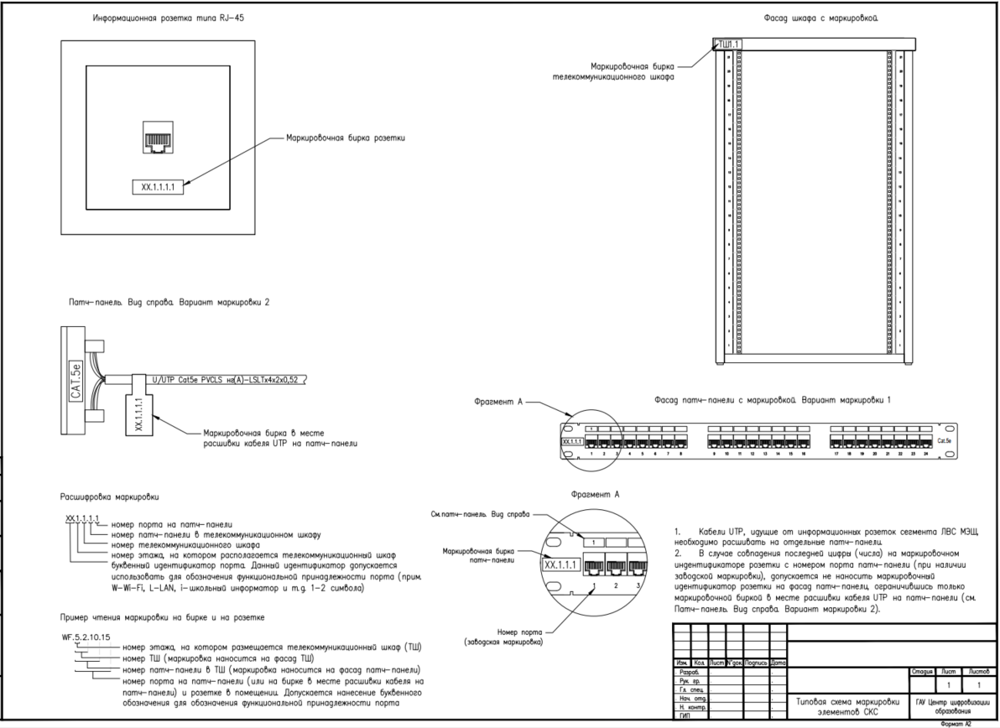 Информационная розетка типа RJ-45
Маркировочная бирка розетки
XX.1.1.1.1
Фасад шкафа с маркировкой.
ТШ1.1
Маркировочная бирка
телекоммуникационного шкафа
Патч-панель. Вид справа. Вариант маркировки 2
CAT.5e
U/UTP Cat5e PVCLS нг(A)-LSLTx4x2x0,52
XX.1.1.1.1
Маркировочная бирка в месте
расшивки кабеля UTP на патч-панели
Фрагмент А
Фасад патч-панели с маркировкой. Вариант маркировки 1
XX.1.1.1
1
Cat.5e
1 2 3 4 5 6 7 8 9 10 11 12 13 14 15 16 17 18 19 20 21 22 23 24
Фрагмент А
См.патч-панель. Вид справа
Маркировочная бирка
патч-панели
1
XX.1.1.1
1 2 3
Номер порта
(заводская маркировка)
Расшифровка маркировки
XX.1.1.1.1
номер порта на патч-панели
номер патч-панели в телекоммуникационном шкафу
номер телекоммуникационного шкафа
номер этажа, на котором располагается телекоммуникационный шкаф
буквенный идентификатор порта. Данный идентификатор допускается
использовать для обозначения функциональной принадлежности порта (прим.
W-Wi-Fi, L-LAN, i-школьный информатор и т.д. 1-2 символа)
Пример чтения маркировки на бирке и на розетке
WF.5.2.10.15
номер этажа, на котором размещается телекоммуникационный шкаф (ТШ)
номер ТШ (маркировка наносится на фасад ТШ)
номер патч-панели в ТШ (маркировка наносится на фасад патч-панели)
номер порта на патч-панели (или на бирке в месте расшивки кабеля на
патч-панели) и розетке в помещении. Допускается нанесение буквенного
обозначения для обозначения функциональной принадлежности порта
1. Кабели UTP, идущие от информационных розеток сегмента ЛВС МЭШ,
необходимо расшивать на отдельные патч-панели.
2. В случае совпадения последней цифры (числа) на маркировочном
индентификаторе розетки с номером порта патч-панели (при наличии
заводской маркировки), допускается не наносить маркировочный
идентификатор розетки на фасад патч-панели, ограничившись только
маркировочной биркой в месте расшивки кабеля UTP на патч-панели (см.
Патч-панель. Вид справа. Вариант маркировки 2).
Изм. Кол. Лист N°док. Подпись Дата
Разраб.
Рук. гр.
Гл. спец.
Нач. отд.
Н. контр.
ГИП
Стадия Лист Листов
1 1
Типовая схема маркировки
элементов СКС
ГАУ Центр цифровизации
образования
Формат А2